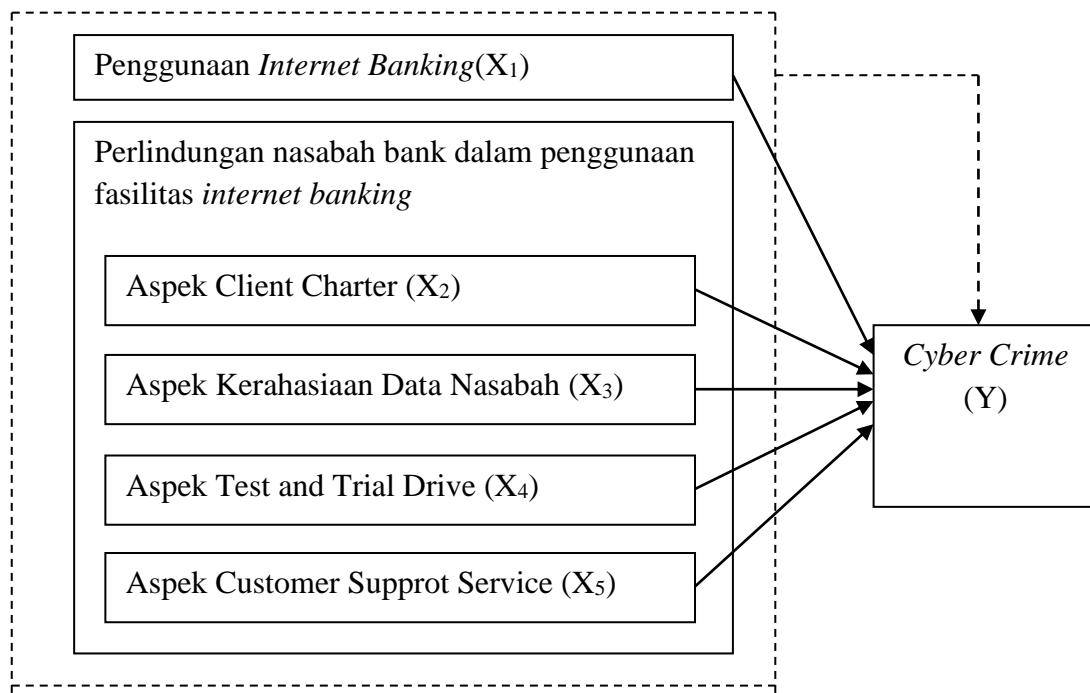 Penggunaan Internet Banking(X₁)
Perlindungan nasabah bank dalam penggunaan
fasilitas internet banking
Aspek Client Charter (X₂)
Aspek Kerahasiaan Data Nasabah (X₃)
Aspek Test and Trial Drive (X₄)
Aspek Customer Supprot Service (X₅)
Cyber Crime
(Y)